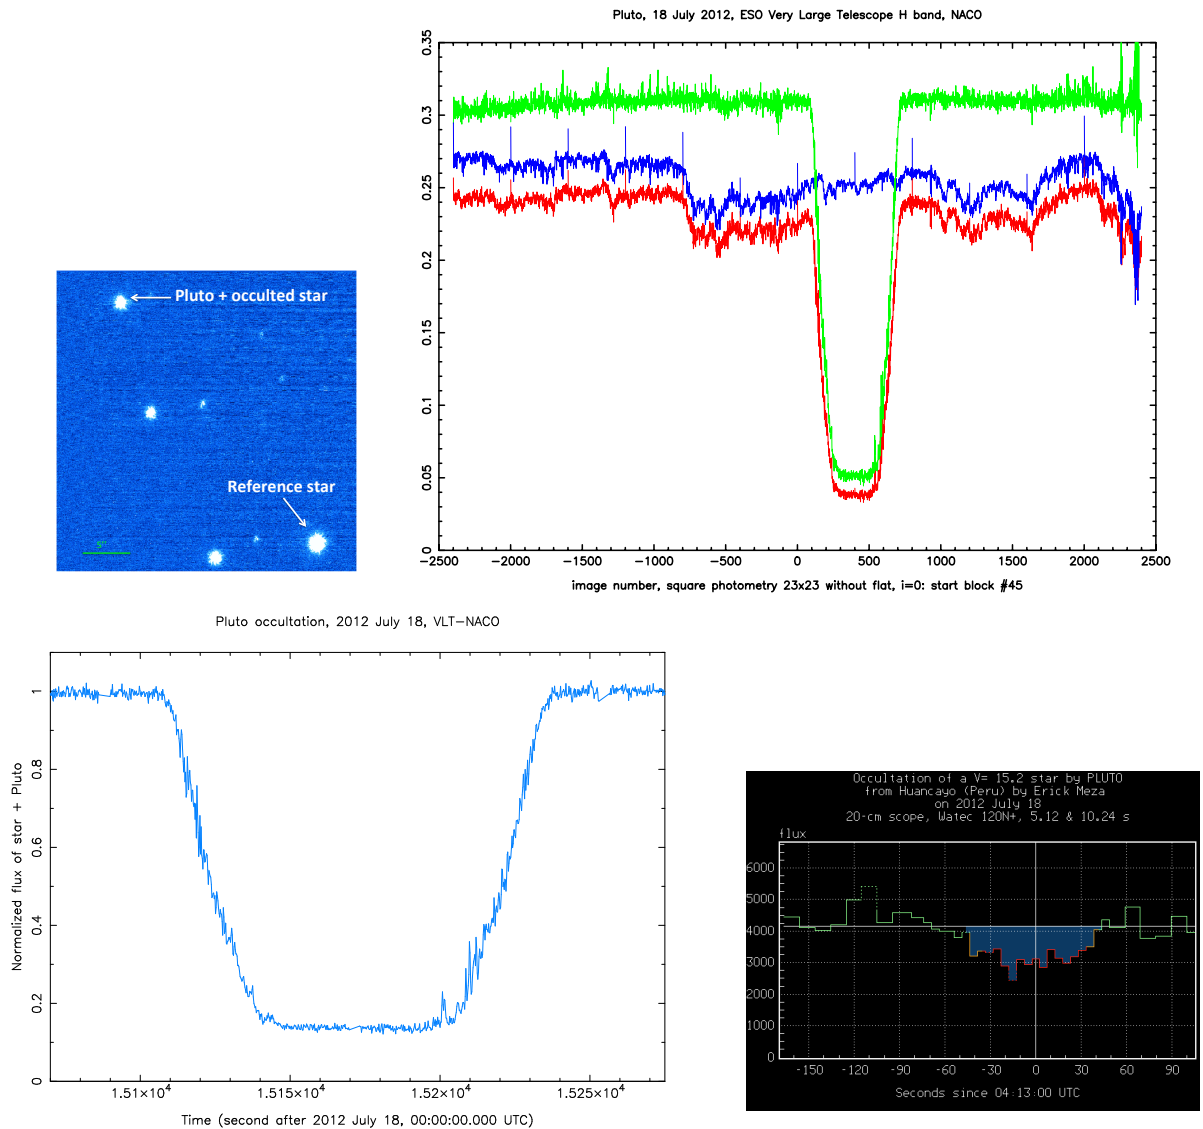 Pluto, 18 July 2012, ESO Very Large Telescope H band, NACO
0.35
0.3
0.25
0.2
0.15
0.1
0.05
0
−2500 −2000 −1500 −1000 −500 0 500 1000 1500 2000 2500
image number, square photometry 23x23 without flat, i=0: start block #45
Pluto + occulted star
Reference star
5"
Pluto occultation, 2012 July 18, VLT−NACO
Normalized flux of star + Pluto
1
0.8
0.6
0.4
0.2
0
1.51×10⁴ 1.515×10⁴ 1.52×10⁴ 1.525×10⁴
Time (second after 2012 July 18, 00:00:00.000 UTC)
Occultation of a V= 15.2 star by PLUTO
from Huancayo (Peru) by Erick Meza
on 2012 July 18
20-cm scope, Watec 120N+, 5.12 & 10.24 s
flux
6000
5000
4000
3000
2000
1000
0
-150 -120 -90 -60 -30 0 30 60 90
Seconds since 04:13:00 UTC